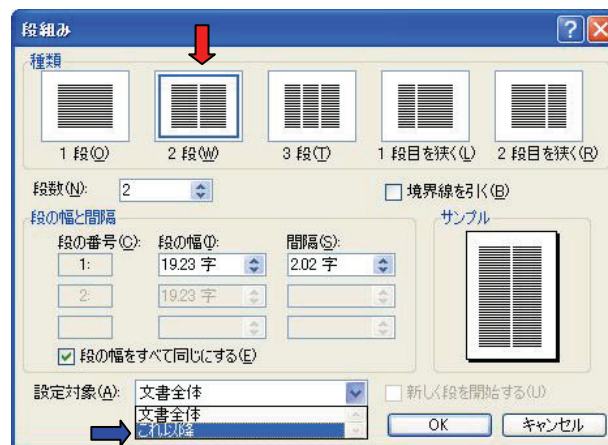 段組み
種類
1 段(O) 2 段(W) 3 段(T) 1 段目を狭く(L) 2 段目を狭く(R)
段数(N): 2 境界線を引く(B)
段の幅と間隔 サンプル
段の番号(C): 段の幅(I): 間隔(S):
1: 19.23 字 2.02 字
2: 19.23 字
段の幅をすべて同じにする(E)
設定対象(A): 文書全体 新しく段を開始する(U)
文書全体
これ以降 OK キャンセル